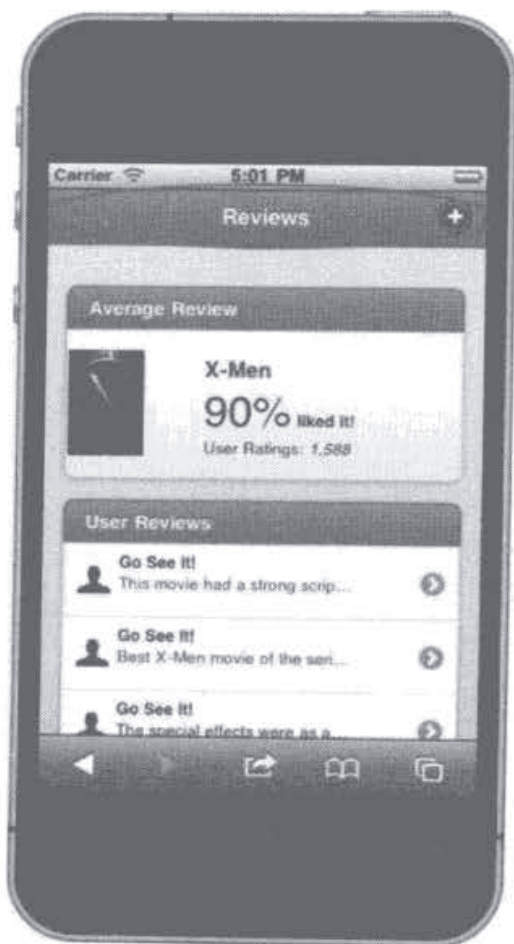 Carrier 5:01 PM
Reviews +
Average Review
X-Men
90% liked it!
User Ratings: 1,588
User Reviews
Go See It!
This movie had a strong scrip...
Go See It!
Best X-Men movie of the seri...
Go See It!
The special effects were as a...